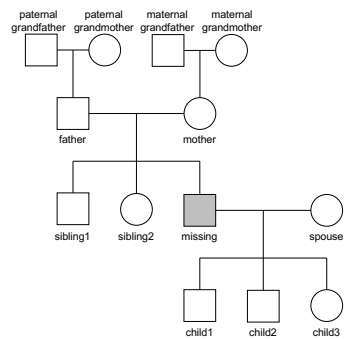 paternal
grandfather
paternal
grandmother
maternal
grandfather
maternal
grandmother
father
mother
sibling1
sibling2
missing
spouse
child1
child2
child3